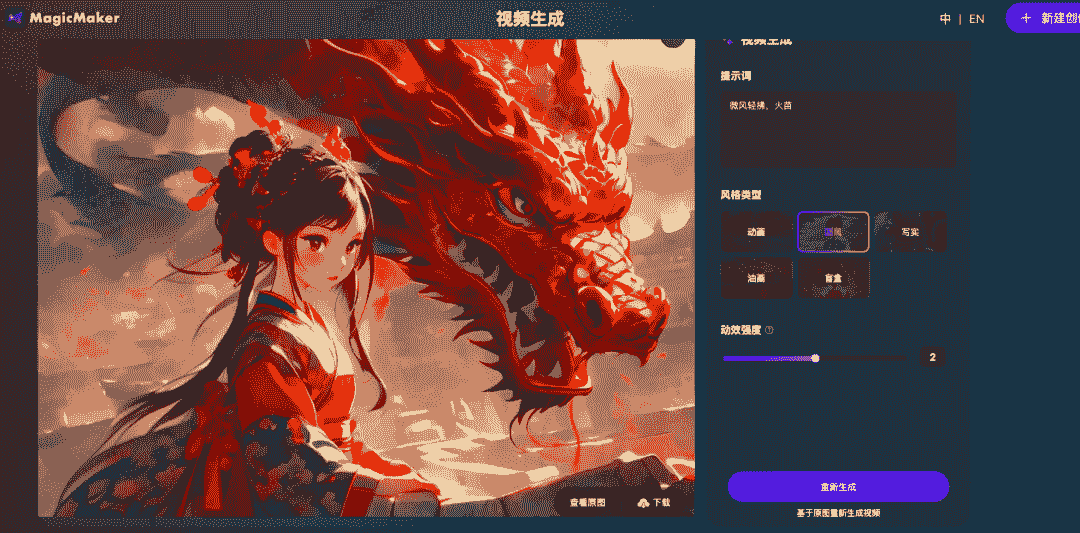 MagicMaker
视频生成
中 | EN
+ 新建创
视频生成
提示词
微风轻拂，火苗
风格类型
动画
国风
写实
油画
盲盒
动效强度
2
查看原图
下载
重新生成
基于原图重新生成视频